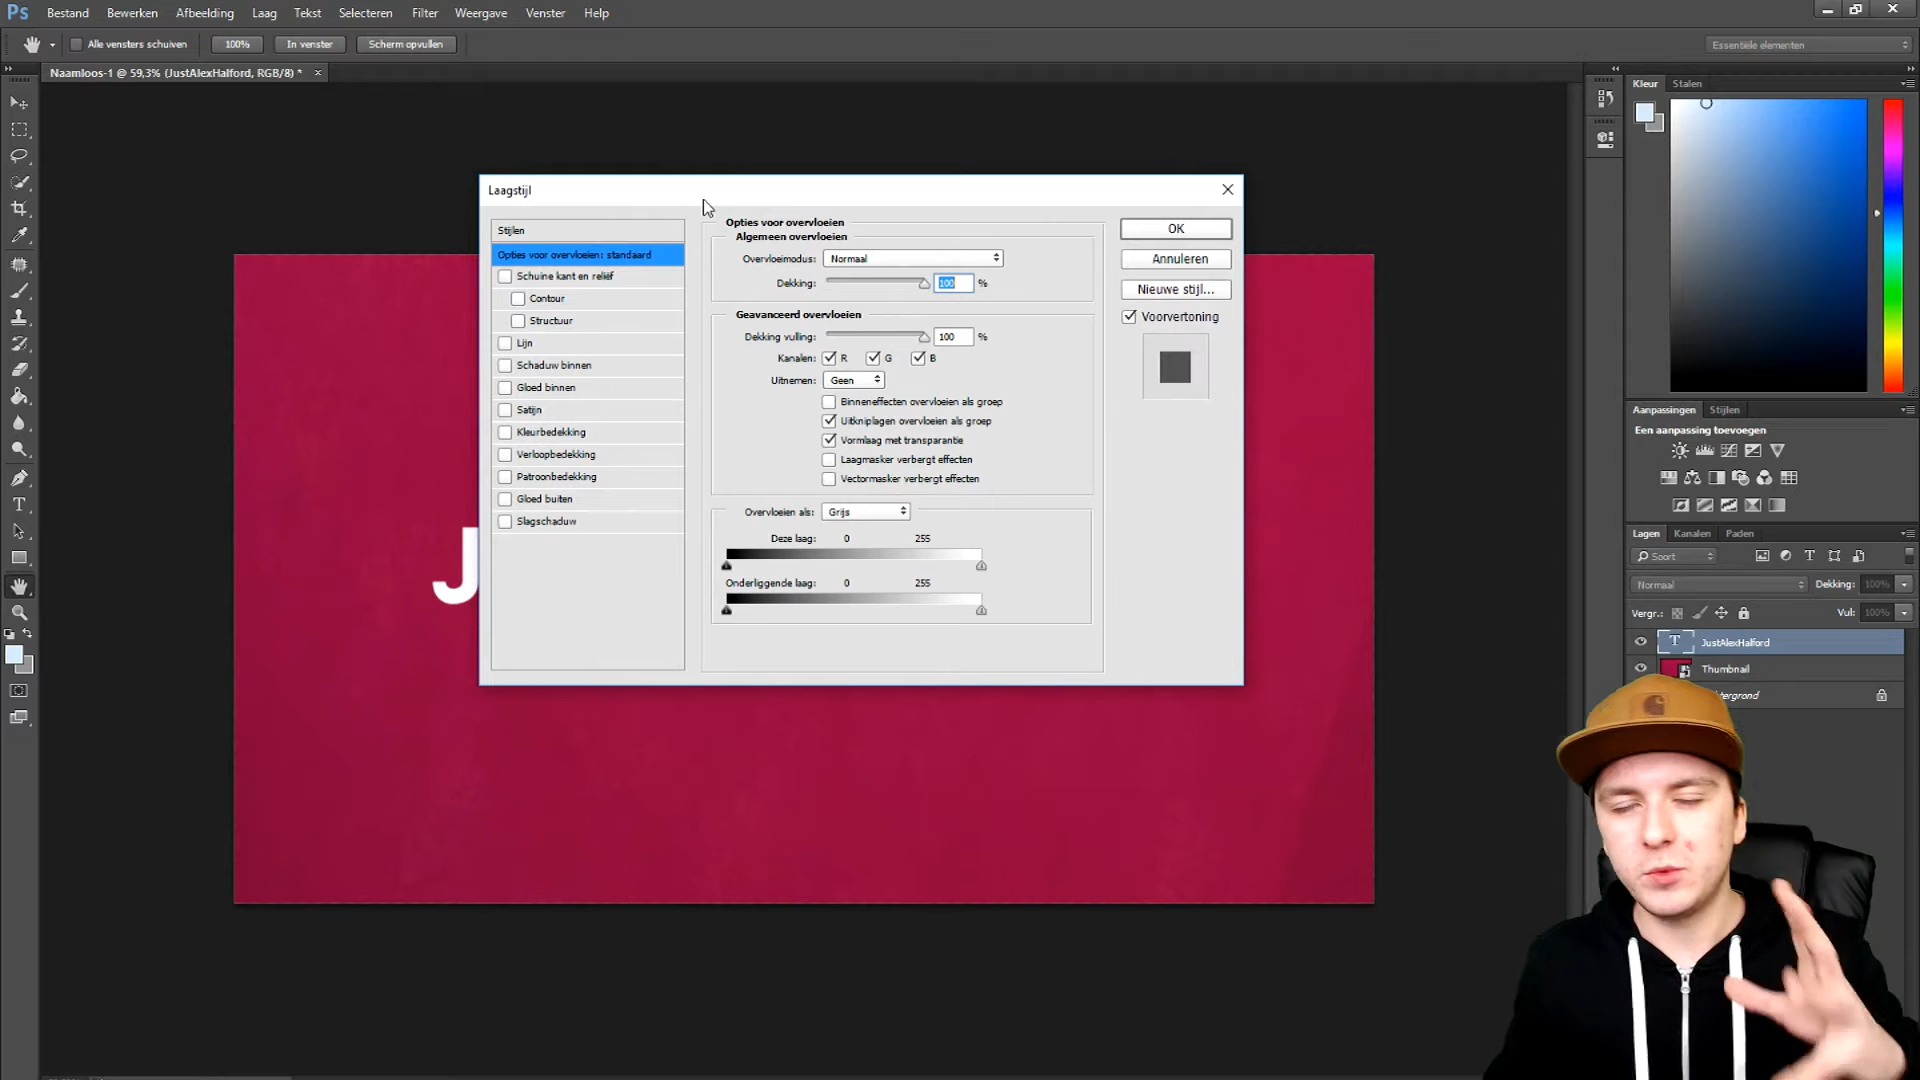 Ps Bestand Bewerken Afbeelding Laag Tekst Selecteren Filter Weergave Venster Help
Alle vensters schuiven 100% In venster Scherm opvullen Essentiële elementen
Naamloos-1 @ 59,3% (JustAlexHalford, RGB/8) * ×
Kleur Stalen
Laagstijl
Stijlen
Opties voor overvloeien: standaard
Schuine kant en reliëf
Contour
Structuur
Lijn
Schaduw binnen
Gloed binnen
Satijn
Kleurbedekking
Verloopbedekking
Patroonbedekking
Gloed buiten
Slagschaduw
Opties voor overvloeien
Algemeen overvloeien
Overvloeimodus: Normaal
Dekking: 100 %
Geavanceerd overvloeien
Dekking vulling: 100 %
Kanalen: R G B
Uitnemen: Geen
Binneneffecten overvloeien als groep
Uitkniplagen overvloeien als groep
Vormlaag met transparantie
Laagmasker verbergt effecten
Vectormasker verbergt effecten
Overvloeien als: Grijs
Deze laag: 0 255
Onderliggende laag: 0 255
OK
Annuleren
Nieuwe stijl...
Voorvertoning
J
Aanpassingen Stijlen
Een aanpassing toevoegen
Lagen Kanalen Paden
Soort
Normaal Dekking: 100%
Vergr.: Vul: 100%
T JustAlexHalford
Thumbnail